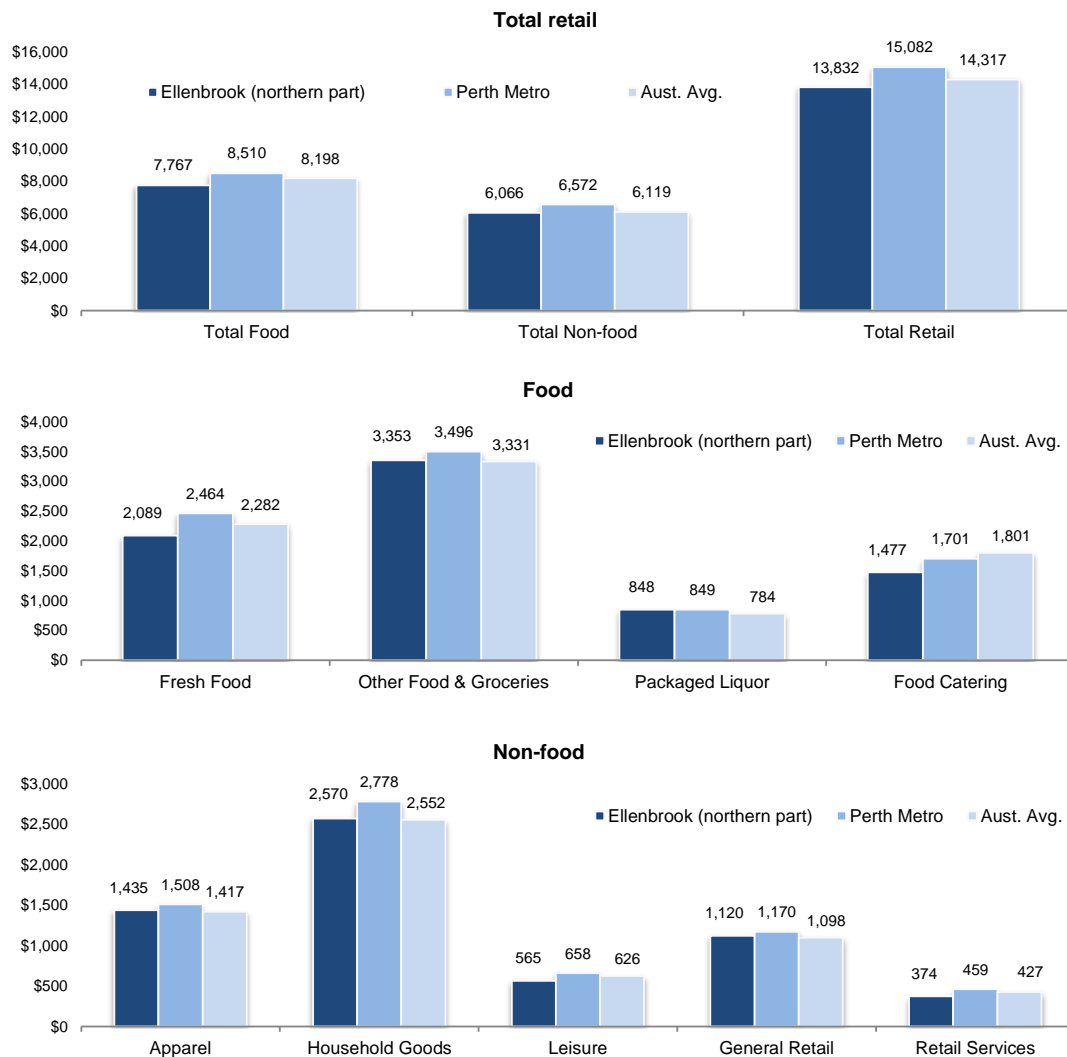 Total retail
$16,000
$14,000
$12,000
$10,000
$8,000
$6,000
$4,000
$2,000
$0
Ellenbrook (northern part) Perth Metro Aust. Avg.
7,767 8,510 8,198
6,066 6,572 6,119
13,832 15,082 14,317
Total Food Total Non-food Total Retail
Food
$4,000
$3,500
$3,000
$2,500
$2,000
$1,500
$1,000
$500
$0
Ellenbrook (northern part) Perth Metro Aust. Avg.
2,089 2,464 2,282
3,353 3,496 3,331
848 849 784
1,477 1,701 1,801
Fresh Food Other Food & Groceries Packaged Liquor Food Catering
Non-food
$3,000
$2,500
$2,000
$1,500
$1,000
$500
$0
Ellenbrook (northern part) Perth Metro Aust. Avg.
1,435 1,508 1,417
2,570 2,778 2,552
565 658 626
1,120 1,170 1,098
374 459 427
Apparel Household Goods Leisure General Retail Retail Services